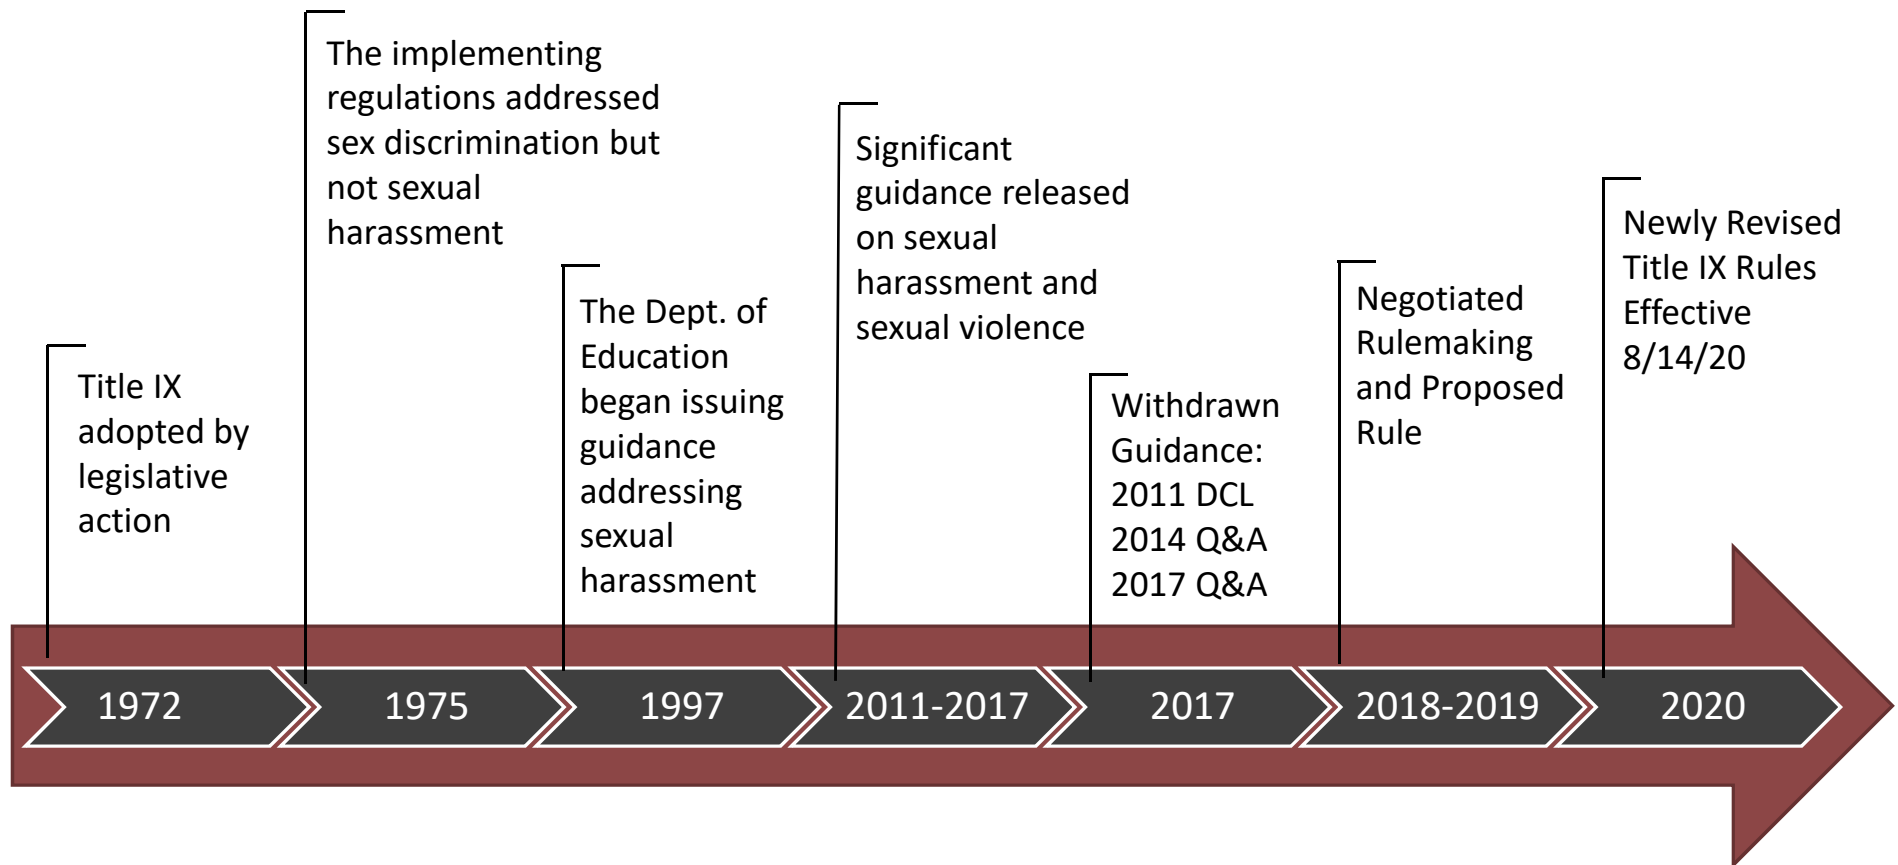 Title IX
adopted by
legislative
action
The implementing
regulations addressed
sex discrimination but
not sexual
harassment
The Dept. of
Education
began issuing
guidance
addressing
sexual
harassment
Significant
guidance released
on sexual
harassment and
sexual violence
Withdrawn
Guidance:
2011 DCL
2014 Q&A
2017 Q&A
Negotiated
Rulemaking
and Proposed
Rule
Newly Revised
Title IX Rules
Effective
8/14/20
1972
1975
1997
2011-2017
2017
2018-2019
2020